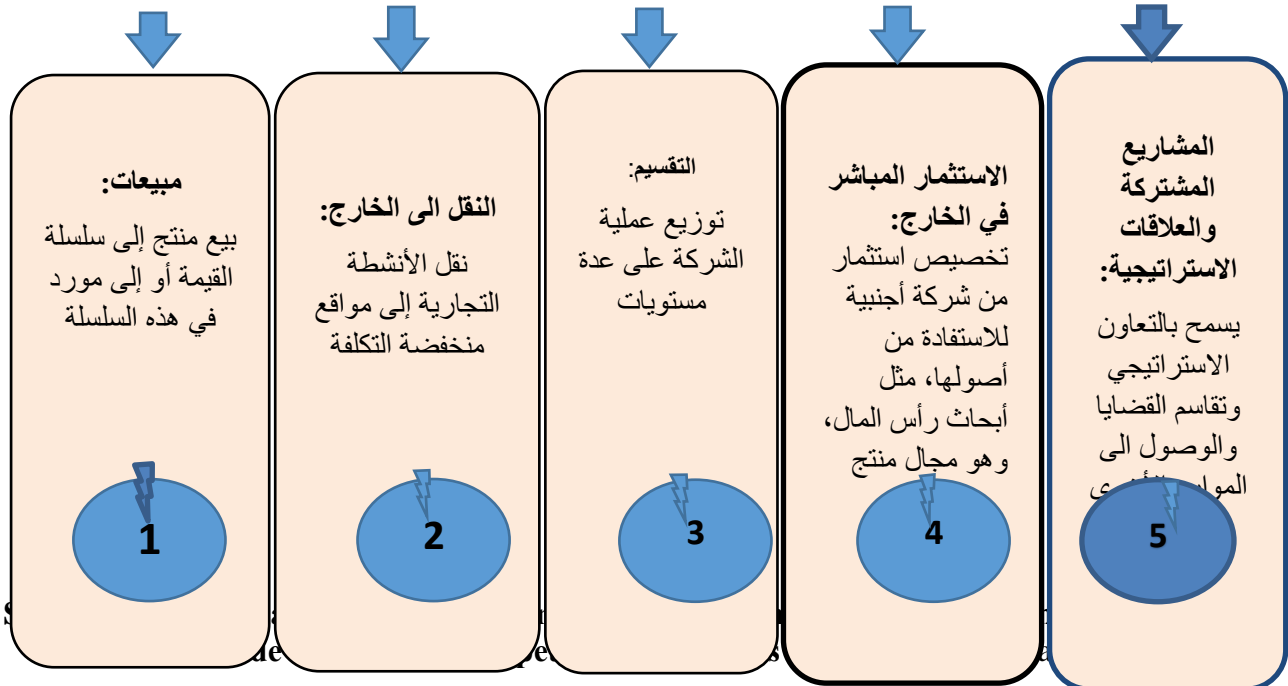 مبيعات:
بيع منتج إلى سلسلة
القيمة أو إلى مورد
في هذه السلسلة
1
النقل الى الخارج:
نقل الأنشطة
التجارية إلى مواقع
منخفضة التكلفة
2
التقسيم:
توزيع عملية
الشركة على عدة
مستويات
3
الاستثمار المباشر
في الخارج:
تخصيص استثمار
من شركة أجنبية
للاستفادة من
أصولها، مثل
أبحاث رأس المال،
وهو مجال منتج
4
المشاريع
المشتركة
والعلاقات
الاستراتيجية:
يسمح بالتعاون
الاستراتيجي
وتقاسم القضايا
والوصول الى
5